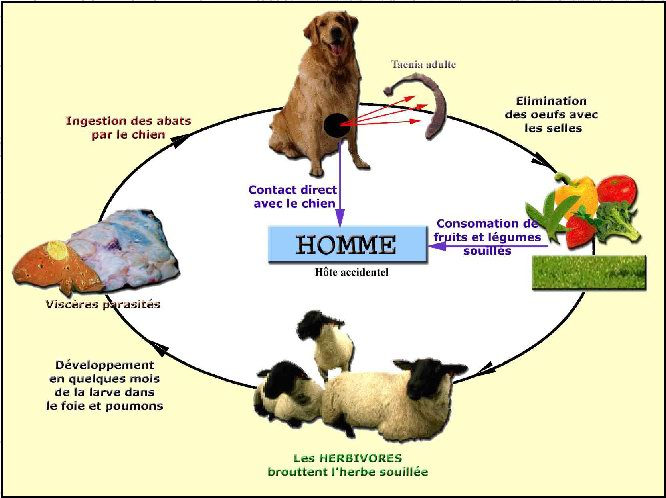 Taenia adulte
Elimination
des oeufs avec
les selles
Ingestion des abats
par le chien
Contact direct
avec le chien
Consomation de
fruits et légumes
souillés
HOMME
Hôte accidentel
Viscères parasités
Développement
en quelques mois
de la larve dans
le foie et poumons
Les HERBIVORES
brouttent l'herbe souillée